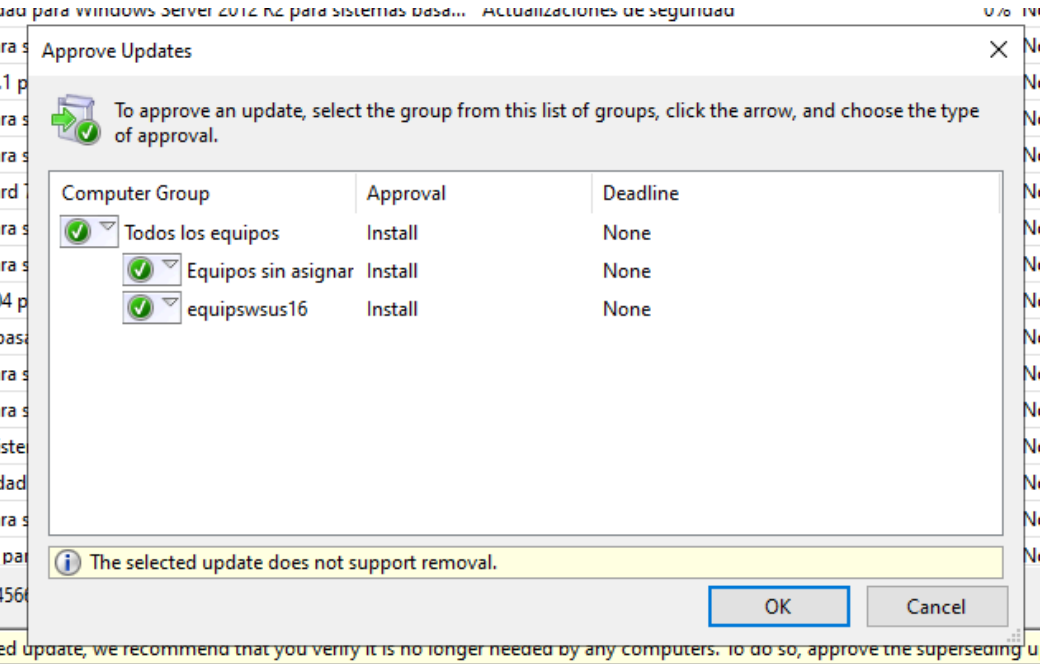 para Windows Server 2012 R2 para sistemas basa... Actualizaciones de seguridad 0%
Approve Updates
To approve an update, select the group from this list of groups, click the arrow, and choose the type
of approval.
Computer Group Approval Deadline
Todos los equipos Install None
Equipos sin asignar Install None
equipswsus16 Install None
The selected update does not support removal.
OK Cancel
update, we recommend that you verify it is no longer needed by any computers. To do so, approve the superseding